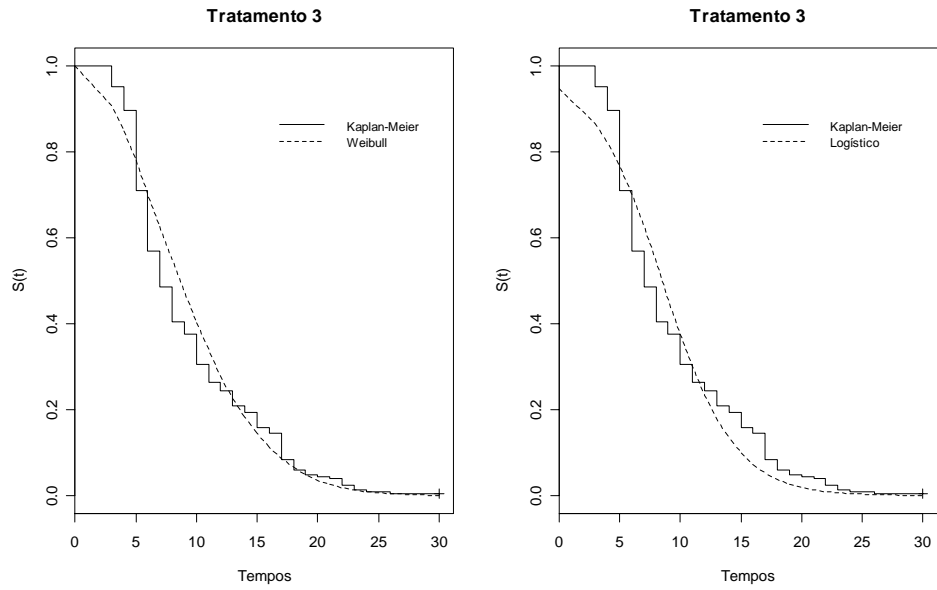 Tratamento 3
1.0
0.8
0.6
0.4
0.2
0.0
S(t)
Kaplan-Meier
Weibull
0 5 10 15 20 25 30
Tempos
Tratamento 3
1.0
0.8
0.6
0.4
0.2
0.0
S(t)
Kaplan-Meier
Logístico
0 5 10 15 20 25 30
Tempos